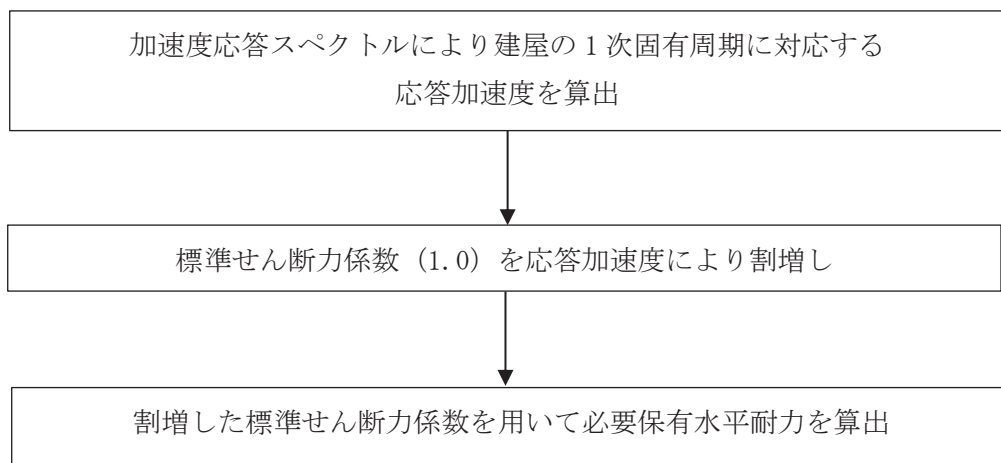 加速度応答スペクトルにより建屋の1次固有周期に対応する
応答加速度を算出
標準せん断力係数（1.0）を応答加速度により割増し
割増した標準せん断力係数を用いて必要保有水平耐力を算出